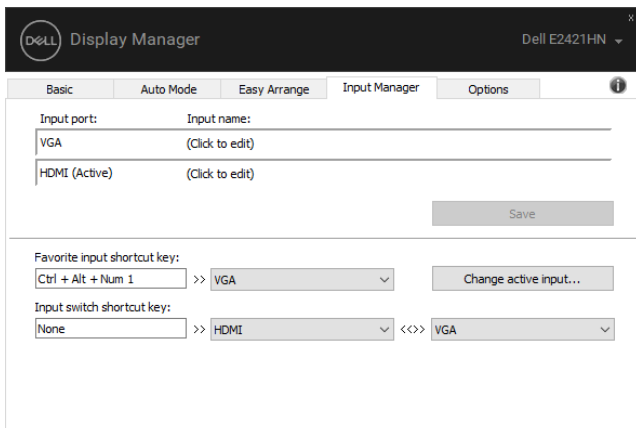 DELL Display Manager Dell E2421HN
x
Basic Auto Mode Easy Arrange Input Manager Options i
Input port: Input name:
VGA (Click to edit)
HDMI (Active) (Click to edit)
Save
Favorite input shortcut key:
Ctrl + Alt + Num 1 >> VGA Change active input...
Input switch shortcut key:
None >> HDMI <<>> VGA